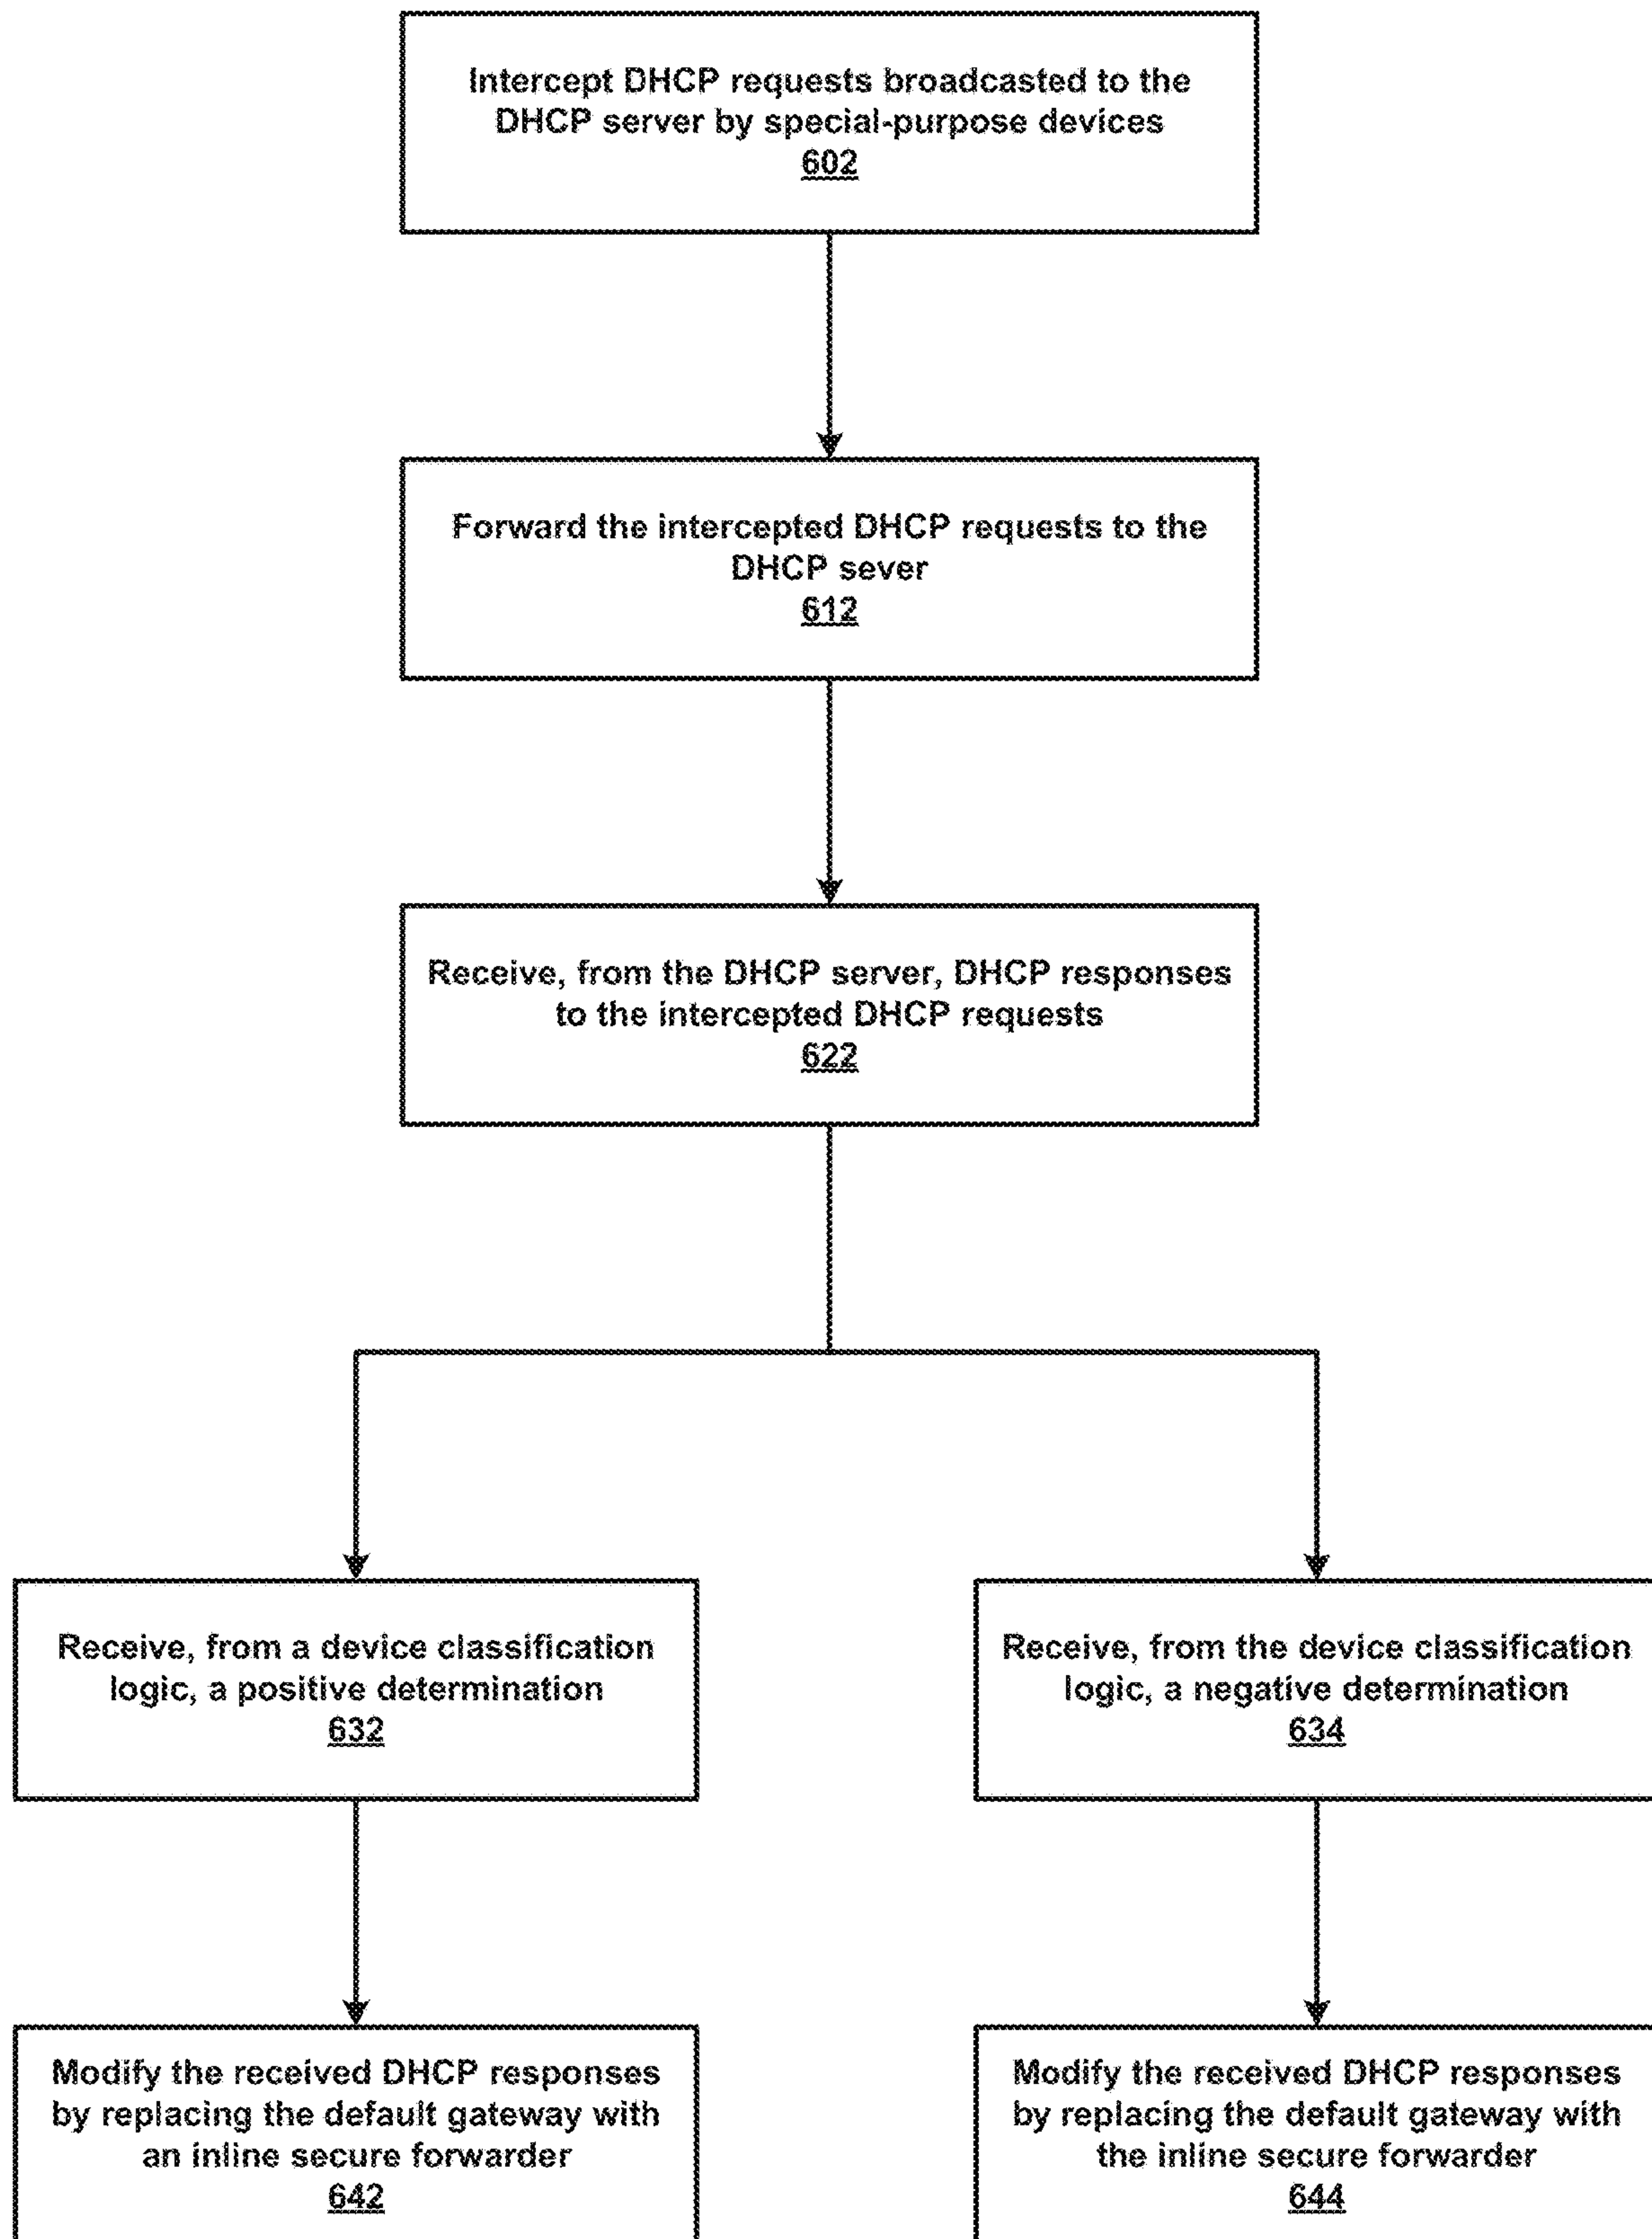 Intercept DHCP requests broadcasted to the
DHCP server by special-purpose devices
602
Forward the intercepted DHCP requests to the
DHCP sever
612
Receive, from the DHCP server, DHCP responses
to the intercepted DHCP requests
622
Receive, from a device classification
logic, a positive determination
632
Receive, from the device classification
logic, a negative determination
634
Modify the received DHCP responses
by replacing the default gateway with
an inline secure forwarder
642
Modify the received DHCP responses
by replacing the default gateway with
the inline secure forwarder
644